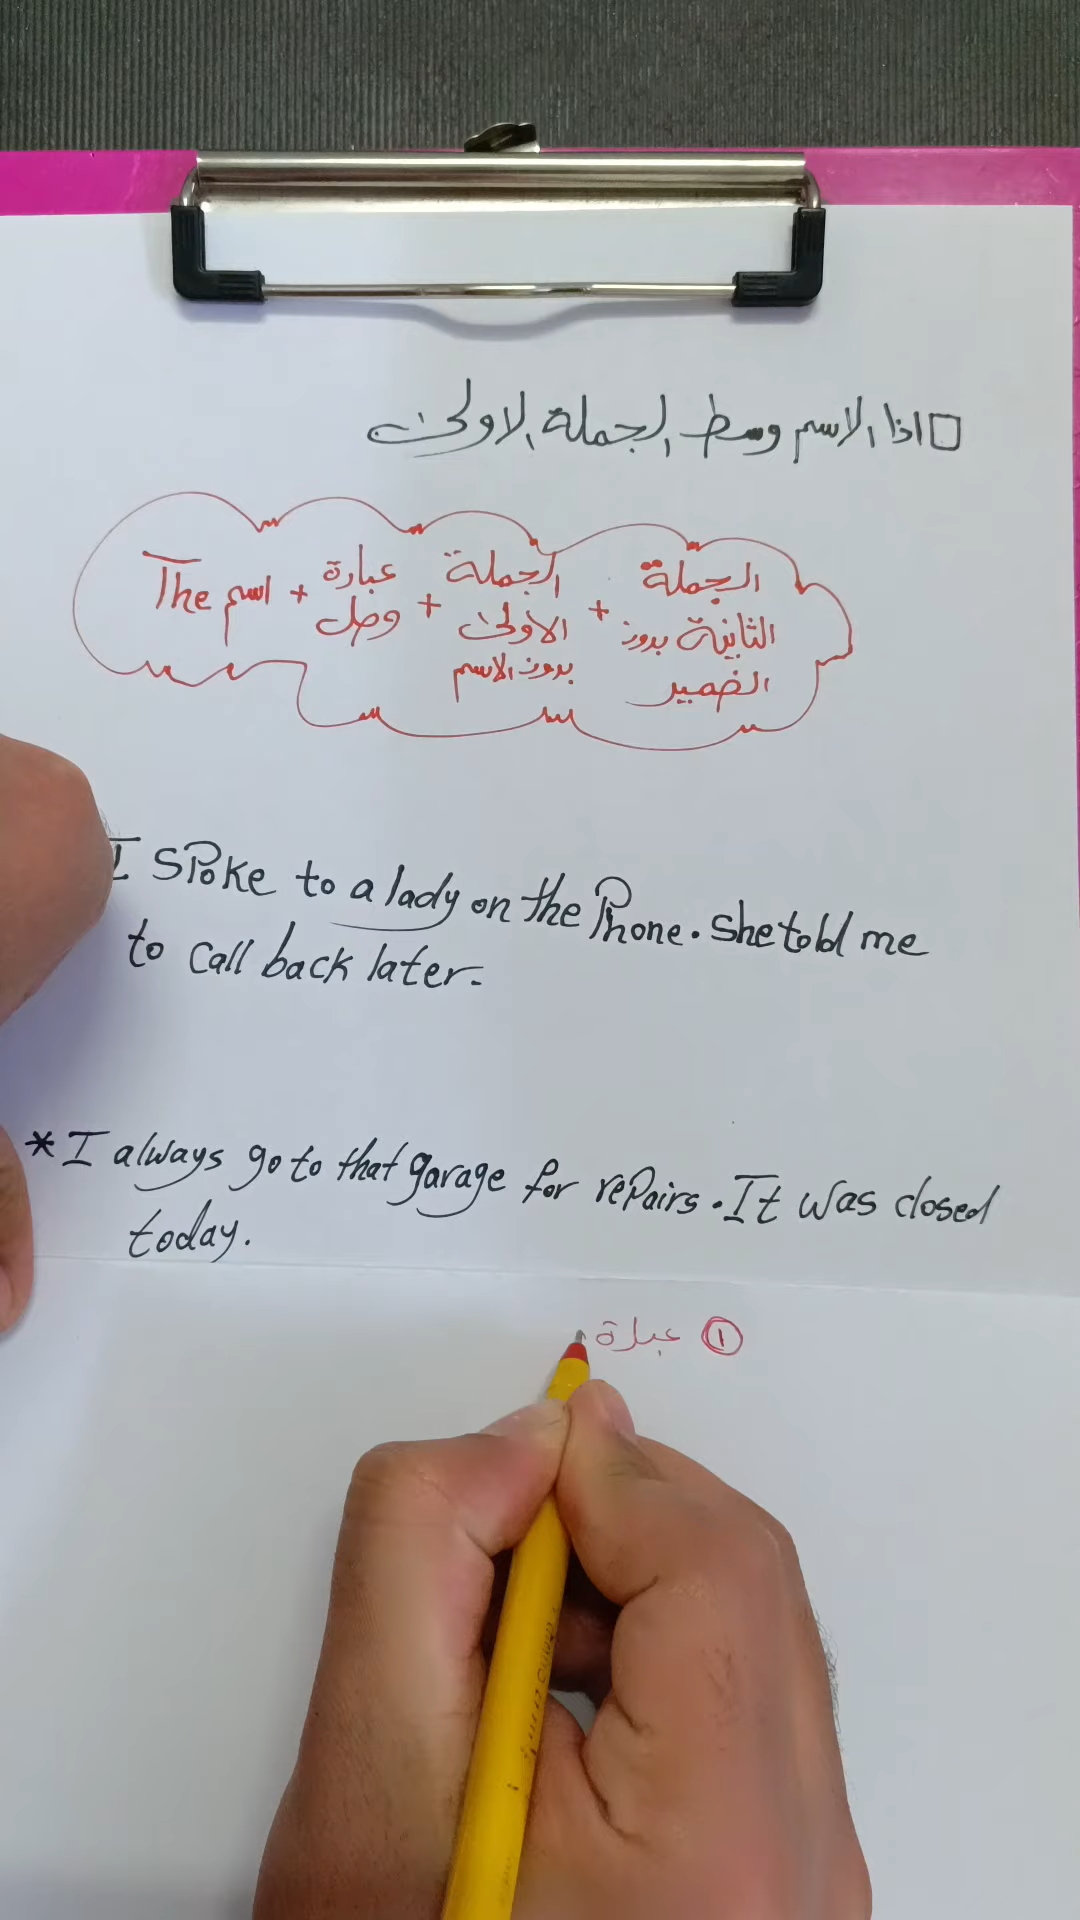 □ اذا الاسم وسط الجملة الاولى
The اسم + عبارة وصل + الجملة الأولى بدون الاسم + الجملة الثانية بدون الضمير
I spoke to a lady on the Phone. she told me
to call back later.
* I always go to that garage for repairs. It was closed
today.
① عبارة